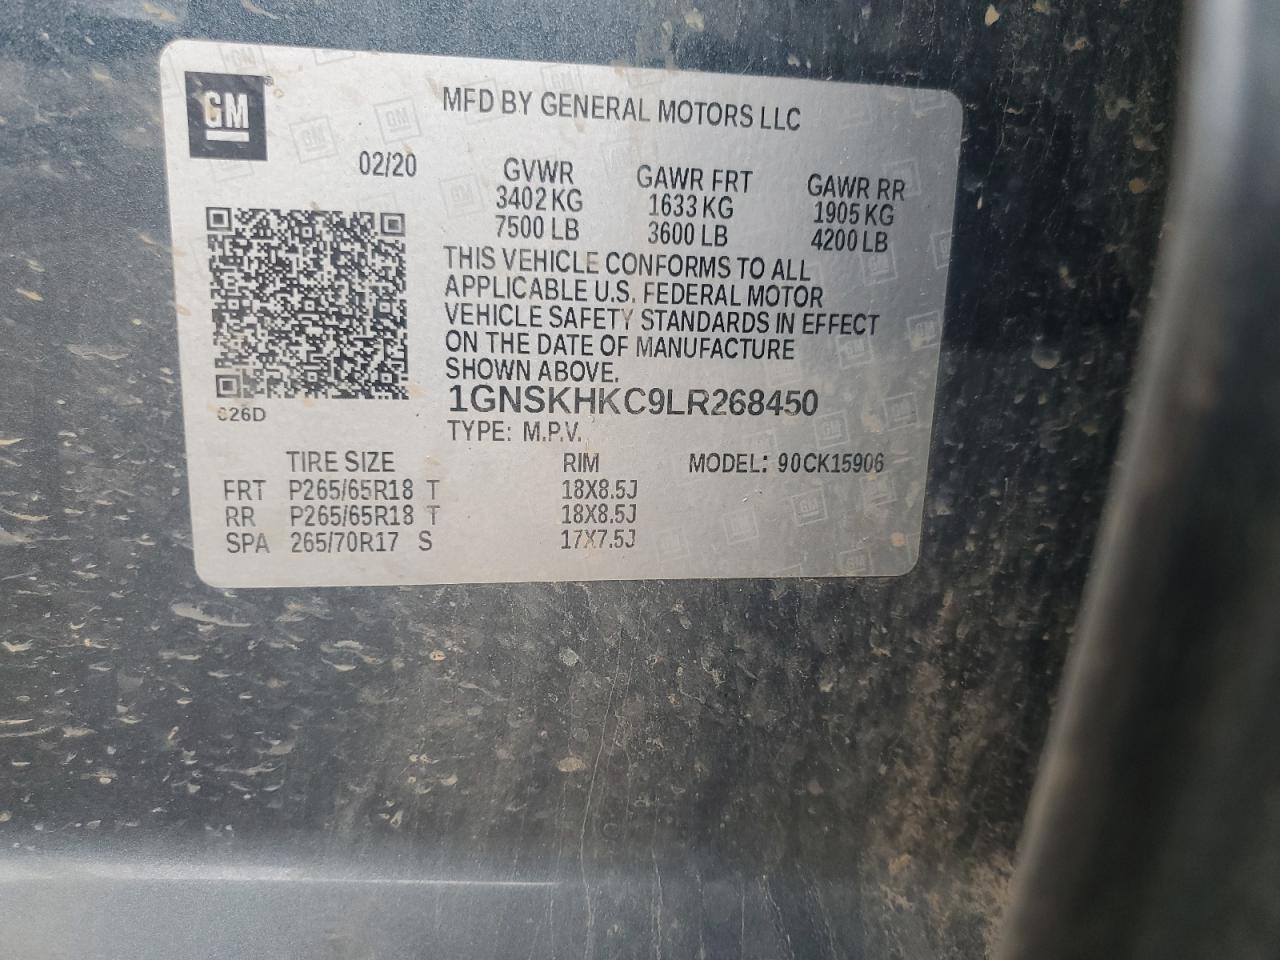 GM
MFD BY GENERAL MOTORS LLC
02/20
GVWR GAWR FRT GAWR RR
3402 KG 1633 KG 1905 KG
7500 LB 3600 LB 4200 LB
THIS VEHICLE CONFORMS TO ALL
APPLICABLE U.S. FEDERAL MOTOR
VEHICLE SAFETY STANDARDS IN EFFECT
ON THE DATE OF MANUFACTURE
SHOWN ABOVE.
1GNSKHKC9LR268450
TYPE: M.P.V.
TIRE SIZE RIM MODEL: 90CK15906
FRT P265/65R18 T 18X8.5J
RR P265/65R18 T 18X8.5J
SPA 265/70R17 S 17X7.5J